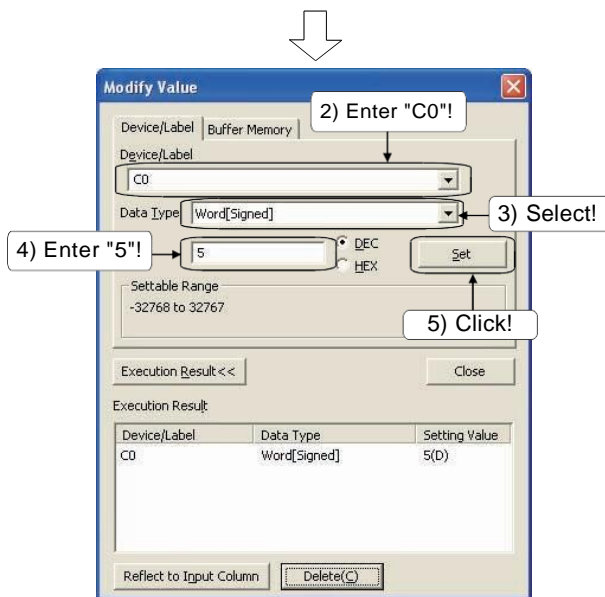 Modify Value
2) Enter "C0"!
Device/Label
Buffer Memory
Device/Label
C0
Data Type
Word[Signed]
3) Select!
4) Enter "5"!
5
DEC
HEX
Set
Settable Range
-32768 to 32767
5) Click!
Execution Result<<
Close
Execution Result
Device/Label Data Type Setting Value
C0 Word[Signed] 5(D)
Reflect to Input Column
Delete(C)